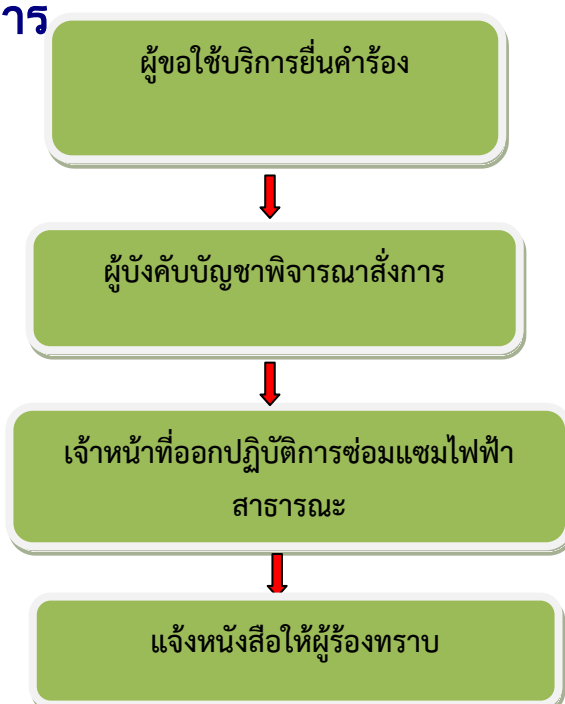 าร
ผู้ขอใช้บริการยื่นคำร้อง
ผู้บังคับบัญชาพิจารณาสั่งการ
เจ้าหน้าที่ออกปฏิบัติการซ่อมแซมไฟฟ้า
สาธารณะ
แจ้งหนังสือให้ผู้ร้องทราบ